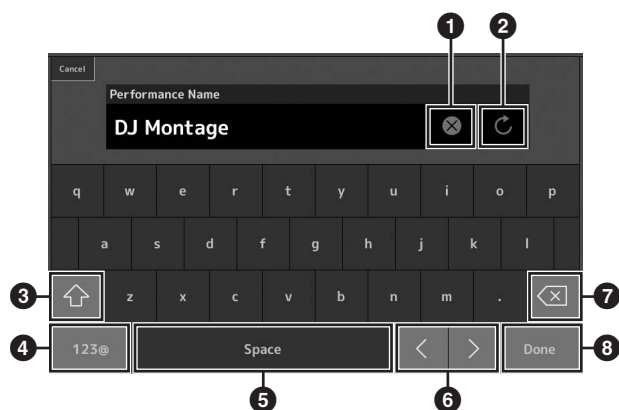 1 2
Cancel
Performance Name
DJ Montage
q w e r t y u i o p
a s d f g h j k l
3 z x c v b n m . 7
4 123@ Space < > Done 8
5 6